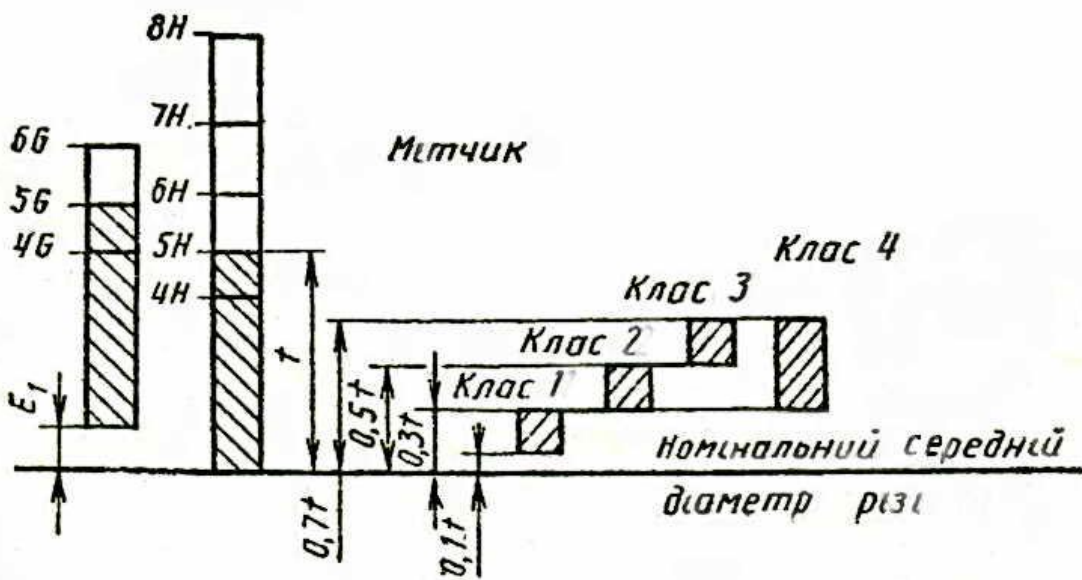 8H
7H
6G
Мітчик
5G
6H
4G
5H
Клас 4
4H
Клас 3
Клас 2
t
Клас 1
E₁
0,5t
0,3t
Номінальний середній
діаметр
0,7t
0,1t